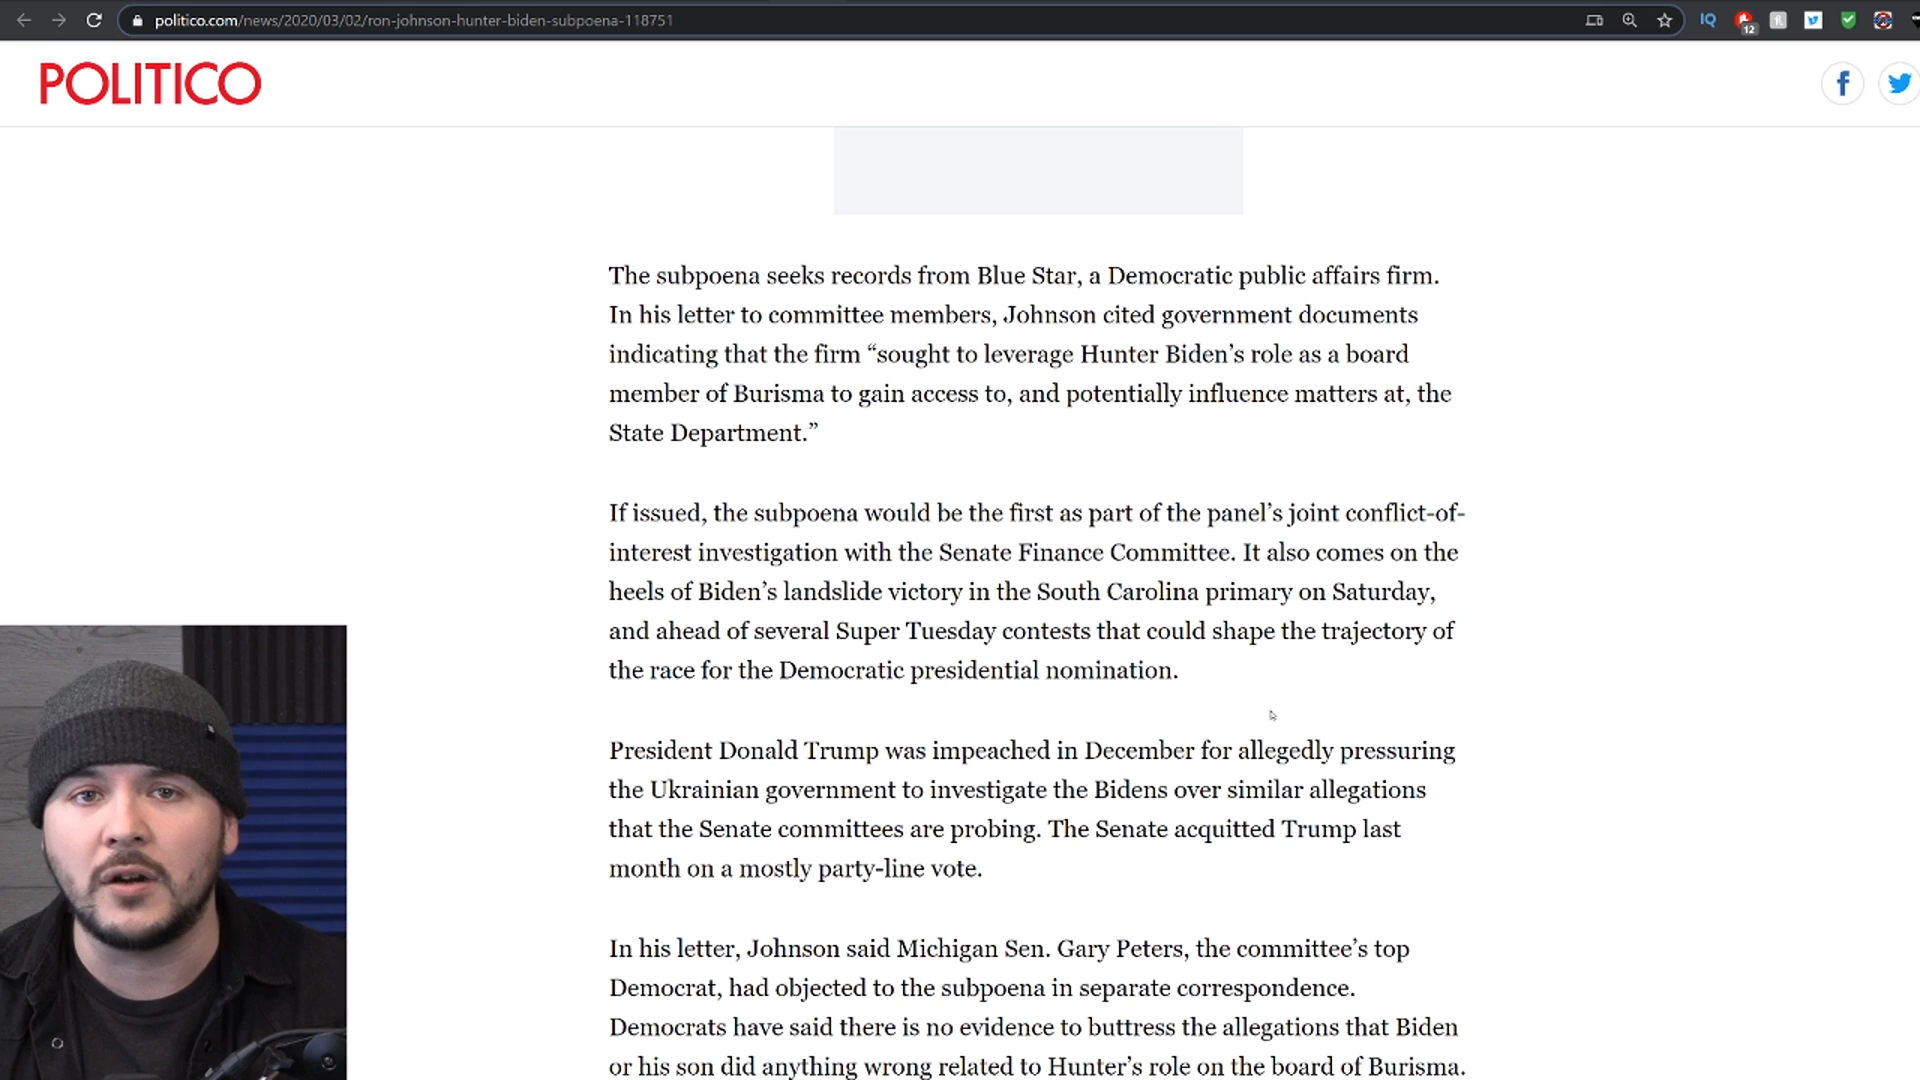 politico.com/news/2020/03/02/ron-johnson-hunter-biden-subpoena-118751
IQ
12
POLITICO
The subpoena seeks records from Blue Star, a Democratic public affairs firm.
In his letter to committee members, Johnson cited government documents
indicating that the firm “sought to leverage Hunter Biden’s role as a board
member of Burisma to gain access to, and potentially influence matters at, the
State Department.”
If issued, the subpoena would be the first as part of the panel’s joint conflict-of-
interest investigation with the Senate Finance Committee. It also comes on the
heels of Biden’s landslide victory in the South Carolina primary on Saturday,
and ahead of several Super Tuesday contests that could shape the trajectory of
the race for the Democratic presidential nomination.
President Donald Trump was impeached in December for allegedly pressuring
the Ukrainian government to investigate the Bidens over similar allegations
that the Senate committees are probing. The Senate acquitted Trump last
month on a mostly party-line vote.
In his letter, Johnson said Michigan Sen. Gary Peters, the committee’s top
Democrat, had objected to the subpoena in separate correspondence.
Democrats have said there is no evidence to buttress the allegations that Biden
or his son did anything wrong related to Hunter’s role on the board of Burisma.